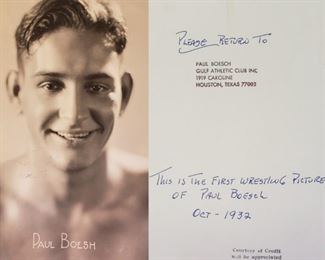 PAUL BOESH
PLEASE RETURN TO
PAUL BOESCH
GULF ATHLETIC CLUB INC
1919 CAROLINE
HOUSTON, TEXAS 77002
THIS IS THE FIRST WRESTLING PICTURE
OF PAUL BOESCH
OCT - 1932
Courtesy of Credit
Will be appreciated